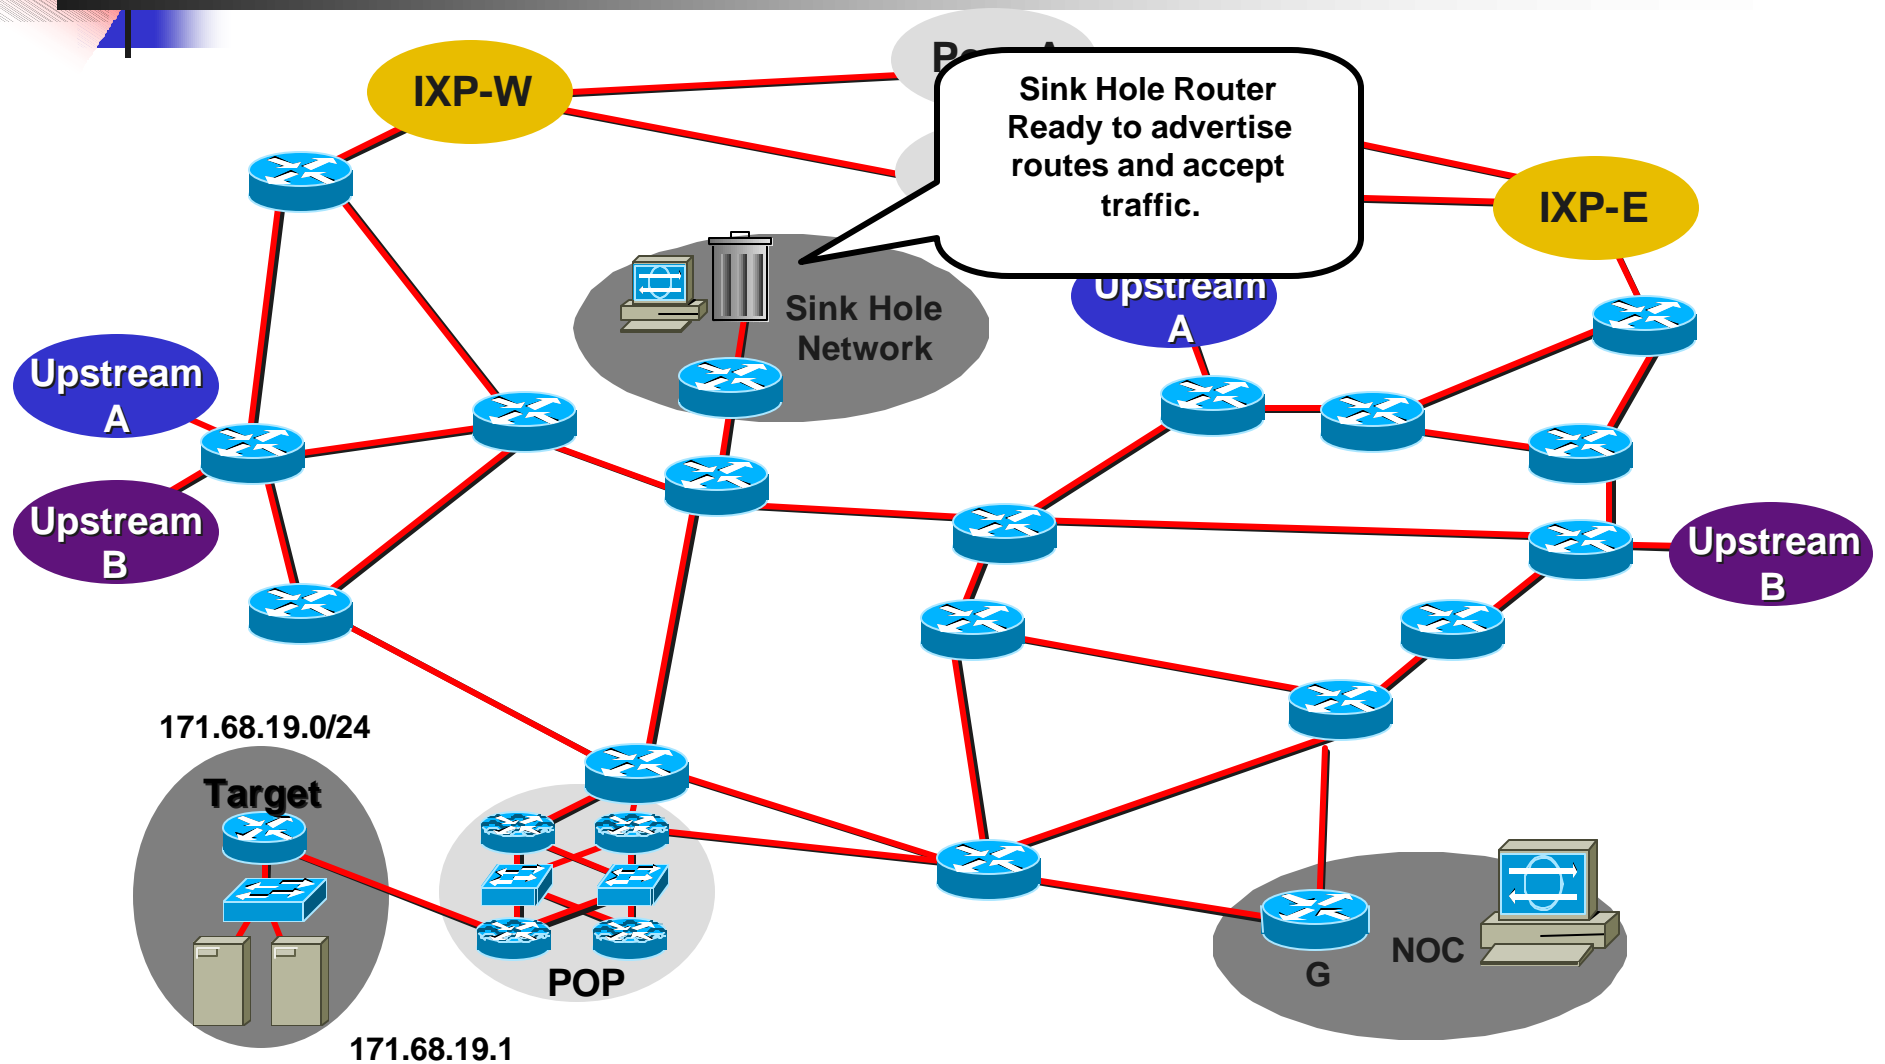 IXP-W
Sink Hole Router
Ready to advertise
routes and accept
traffic.
IXP-E
Sink Hole
Network
Upstream
A
Upstream
A
Upstream
B
Upstream
B
171.68.19.0/24
Target
POP
G
NOC
171.68.19.1